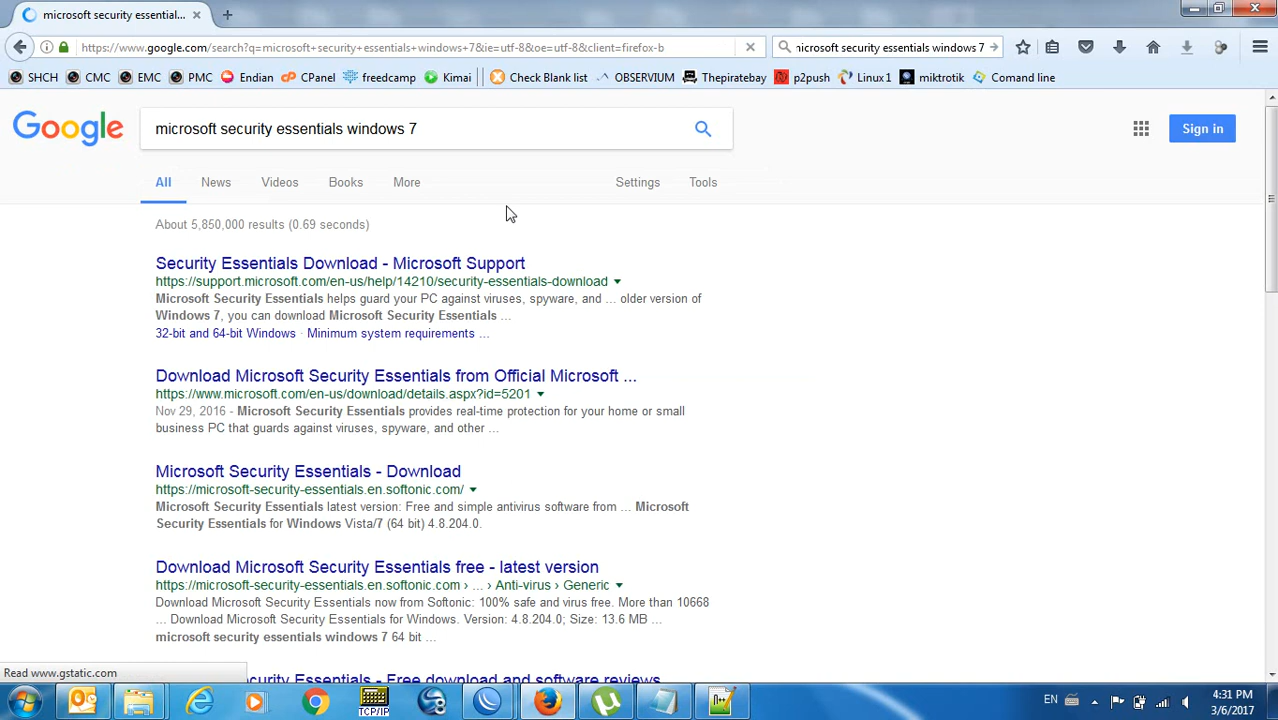 microsoft security essential...
https://www.google.com/search?q=microsoft+security+essentials+windows+7&ie=utf-8&oe=utf-8&client=firefox-b
microsoft security essentials windows 7
SHCH CMC EMC PMC Endian CPanel freedcamp Kimai Check Blank list OBSERVIUM Thepiratebay p2push Linux1 mikrotik Comand line
Google
microsoft security essentials windows 7
Sign in
All News Videos Books More Settings Tools
About 5,850,000 results (0.69 seconds)
Security Essentials Download - Microsoft Support
https://support.microsoft.com/en-us/help/14210/security-essentials-download
Microsoft Security Essentials helps guard your PC against viruses, spyware, and ... older version of
Windows 7, you can download Microsoft Security Essentials ...
32-bit and 64-bit Windows · Minimum system requirements ...
Download Microsoft Security Essentials from Official Microsoft ...
https://www.microsoft.com/en-us/download/details.aspx?id=5201
Nov 29, 2016 - Microsoft Security Essentials provides real-time protection for your home or small
business PC that guards against viruses, spyware, and other ...
Microsoft Security Essentials - Download
https://microsoft-security-essentials.en.softonic.com/
Microsoft Security Essentials latest version: Free and simple antivirus software from ... Microsoft
Security Essentials for Windows Vista/7 (64 bit) 4.8.204.0.
Download Microsoft Security Essentials free - latest version
https://microsoft-security-essentials.en.softonic.com › ... › Anti-virus › Generic
Download Microsoft Security Essentials now from Softonic: 100% safe and virus free. More than 10668
... Download Microsoft Security Essentials for Windows. Version: 4.8.204.0; Size: 13.6 MB ...
microsoft security essentials windows 7 64 bit ...
Read www.gstatic.com
curity Essentials - Free download and software reviews
TCP/IP
EN
4:31 PM
3/6/2017